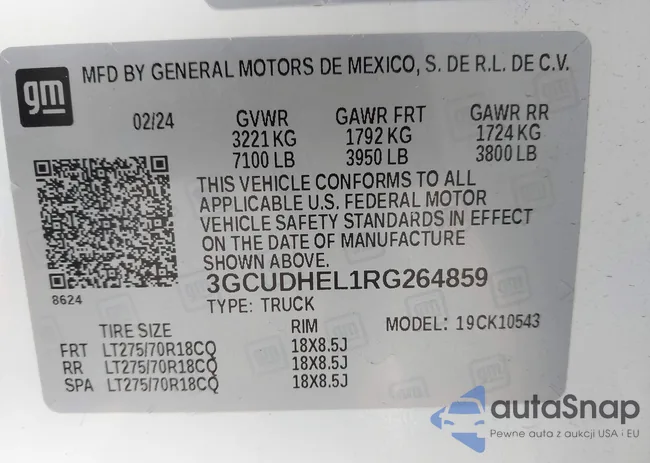 gm
MFD BY GENERAL MOTORS DE MEXICO, S. DE R.L. DE C.V.
02/24
GVWR GAWR FRT GAWR RR
3221 KG 1792 KG 1724 KG
7100 LB 3950 LB 3800 LB
THIS VEHICLE CONFORMS TO ALL
APPLICABLE U.S. FEDERAL MOTOR
VEHICLE SAFETY STANDARDS IN EFFECT
ON THE DATE OF MANUFACTURE
SHOWN ABOVE.
8624
3GCUDHEL1RG264859
TYPE: TRUCK
TIRE SIZE RIM MODEL: 19CK10543
FRT LT275/70R18CQ 18X8.5J
RR LT275/70R18CQ 18X8.5J
SPA LT275/70R18CQ 18X8.5J
autaSnap
Pewne auta z aukcji USA i EU